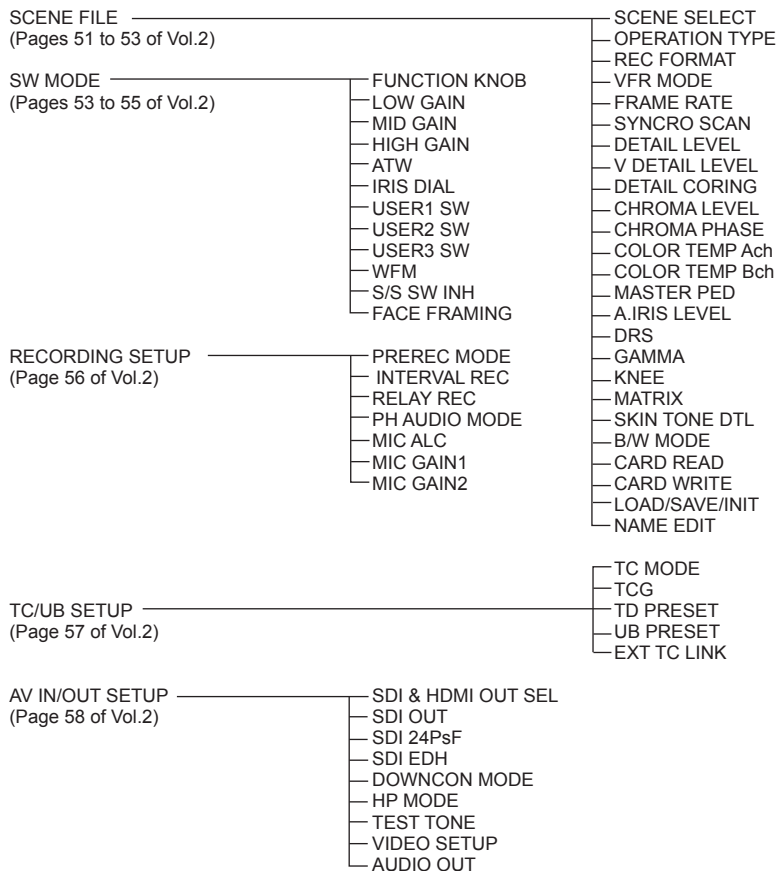 SCENE FILE
(Pages 51 to 53 of Vol.2)
SCENE SELECT
OPERATION TYPE
REC FORMAT
VFR MODE
FRAME RATE
SYNCRO SCAN
DETAIL LEVEL
V DETAIL LEVEL
DETAIL CORING
CHROMA LEVEL
CHROMA PHASE
COLOR TEMP Ach
COLOR TEMP Bch
MASTER PED
A.IRIS LEVEL
DRS
GAMMA
KNEE
MATRIX
SKIN TONE DTL
B/W MODE
CARD READ
CARD WRITE
LOAD/SAVE/INIT
NAME EDIT
SW MODE
(Pages 53 to 55 of Vol.2)
FUNCTION KNOB
LOW GAIN
MID GAIN
HIGH GAIN
ATW
IRIS DIAL
USER1 SW
USER2 SW
USER3 SW
WFM
S/S SW INH
FACE FRAMING
RECORDING SETUP
(Page 56 of Vol.2)
PREREC MODE
INTERVAL REC
RELAY REC
PH AUDIO MODE
MIC ALC
MIC GAIN1
MIC GAIN2
TC/UB SETUP
(Page 57 of Vol.2)
TC MODE
TCG
TD PRESET
UB PRESET
EXT TC LINK
AV IN/OUT SETUP
(Page 58 of Vol.2)
SDI & HDMI OUT SEL
SDI OUT
SDI 24PsF
SDI EDH
DOWNCON MODE
HP MODE
TEST TONE
VIDEO SETUP
AUDIO OUT